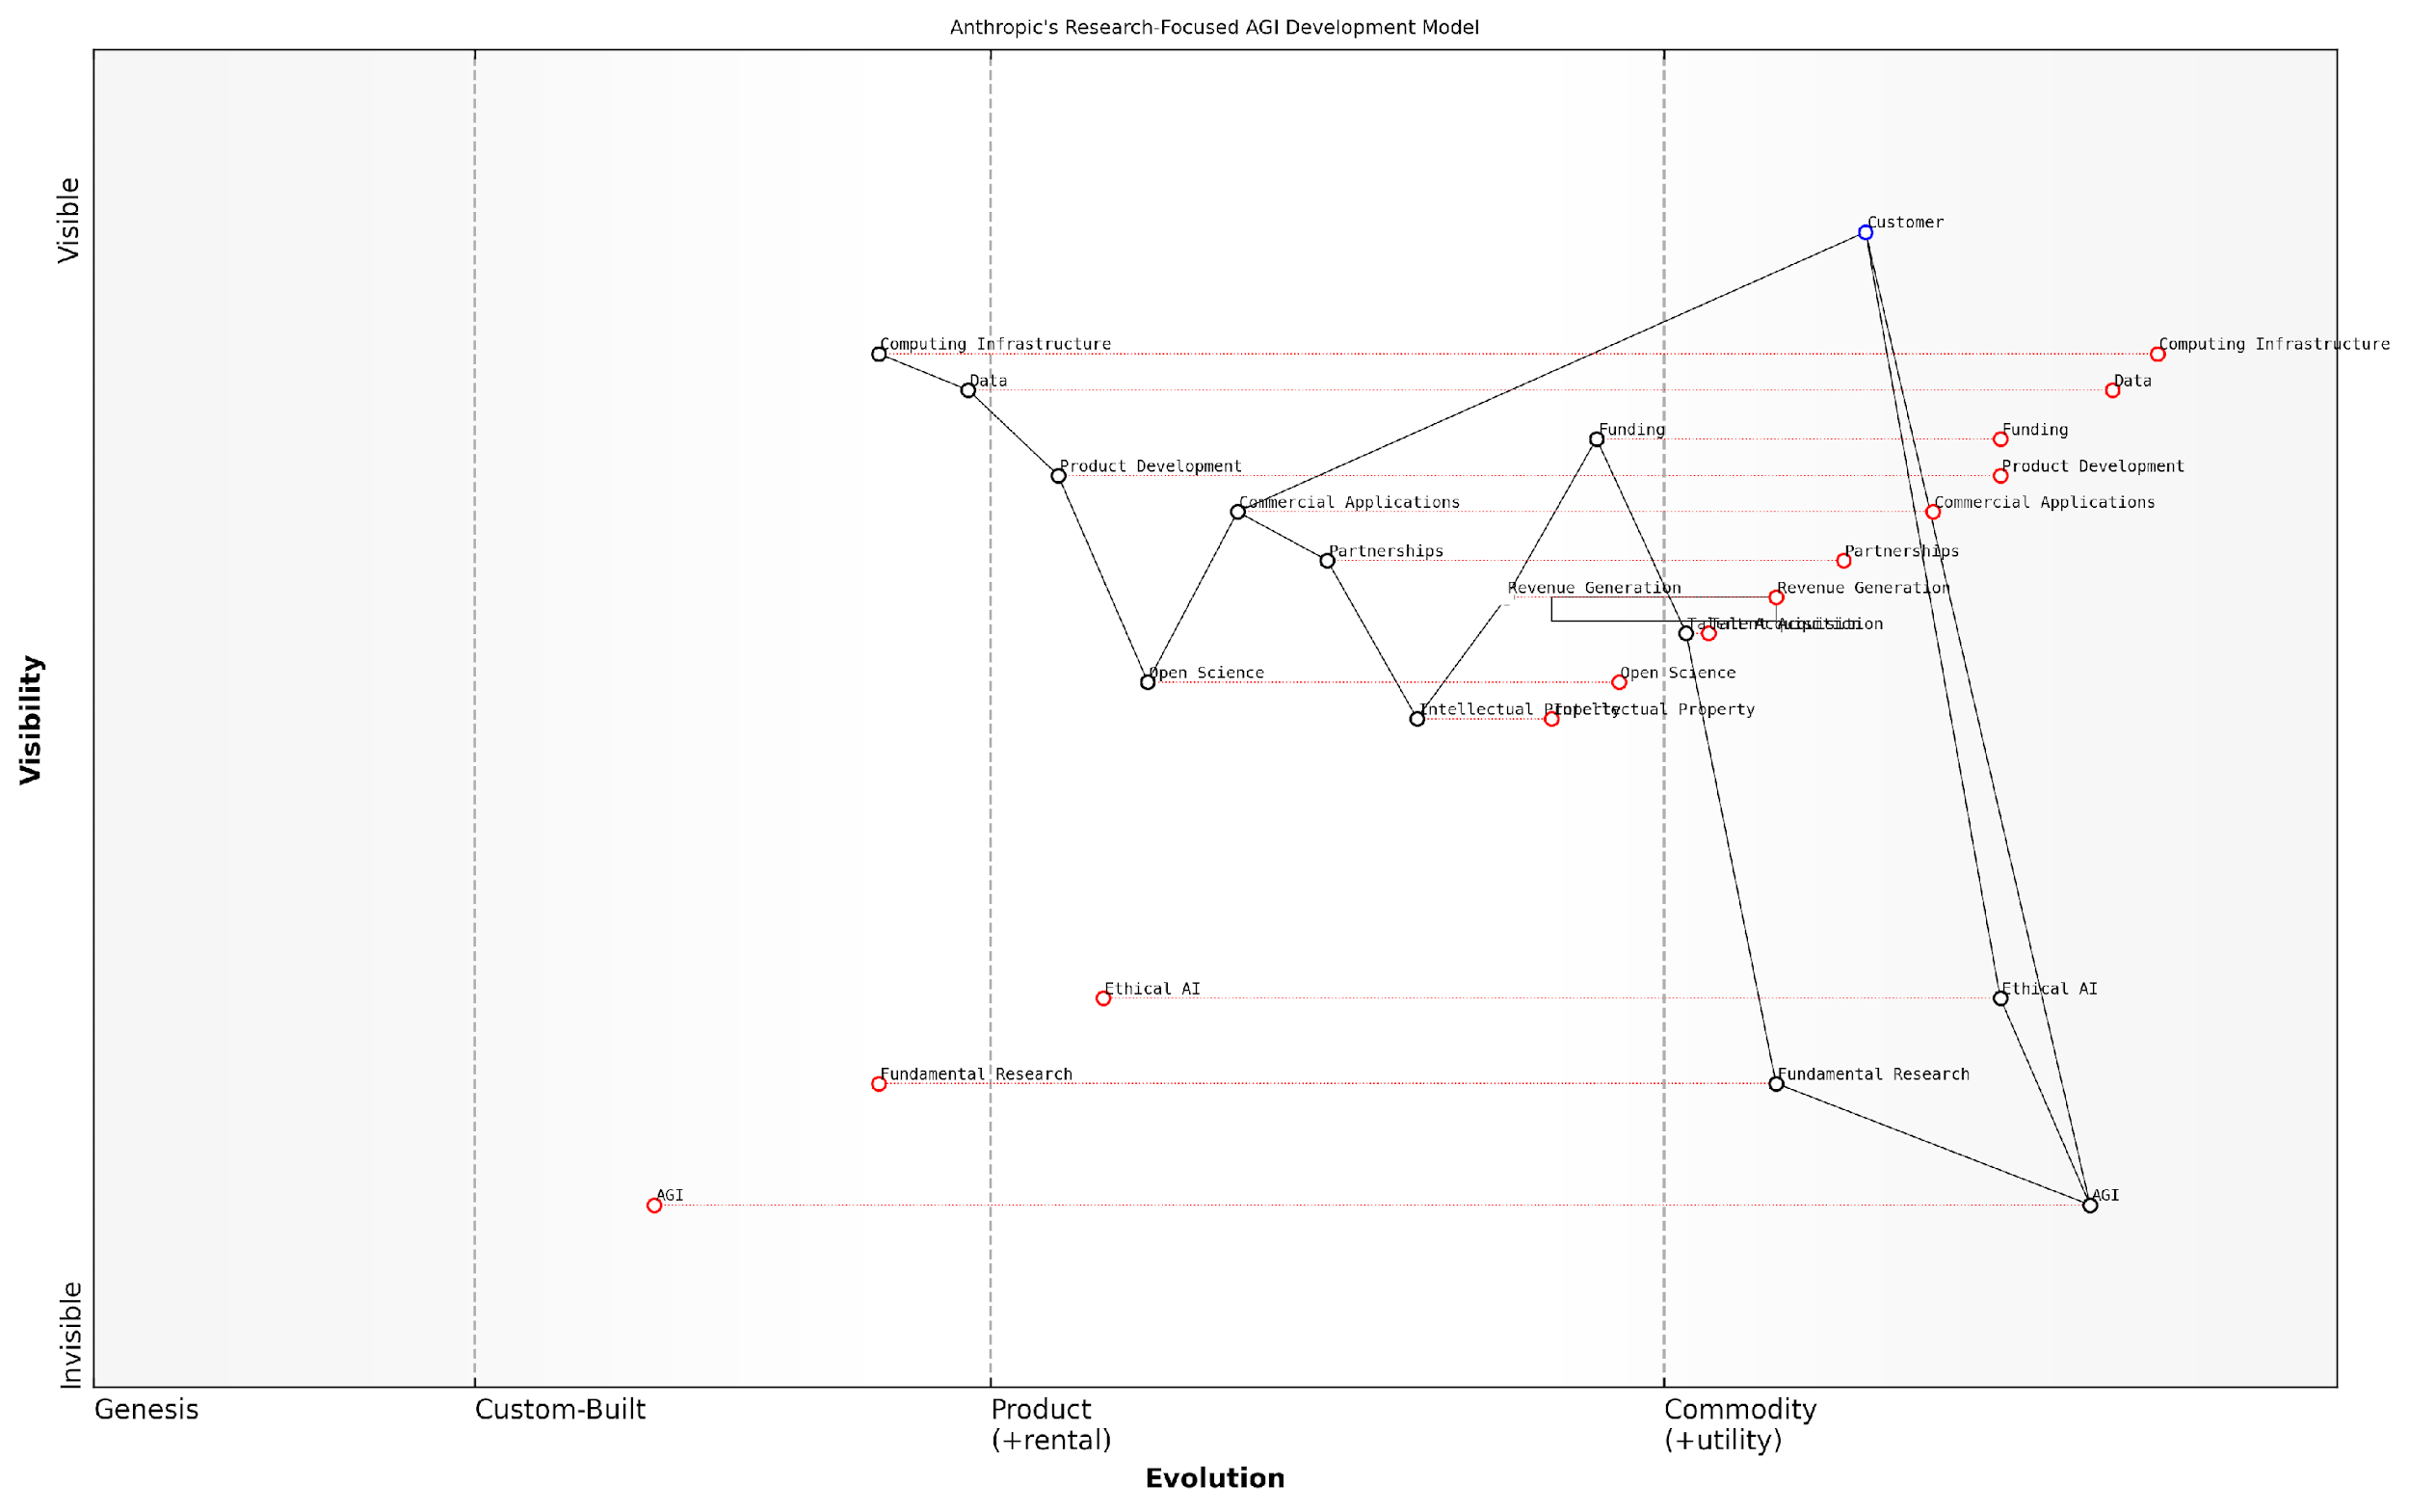 Anthropic's Research-Focused AGI Development Model
Visible
Customer
Computing Infrastructure
Computing Infrastructure
Data
Data
Funding
Funding
Product Development
Product Development
Commercial Applications
Commercial Applications
Partnerships
Partnerships
Revenue Generation
Revenue Generation
Talent Acquisition
Talent Acquisition
Open Science
Open Science
Intellectual Property
Intellectual Property
Visibility
Ethical AI
Ethical AI
Fundamental Research
Fundamental Research
AGI
AGI
Invisible
Genesis
Custom-Built
Product
(+rental)
Commodity
(+utility)
Evolution